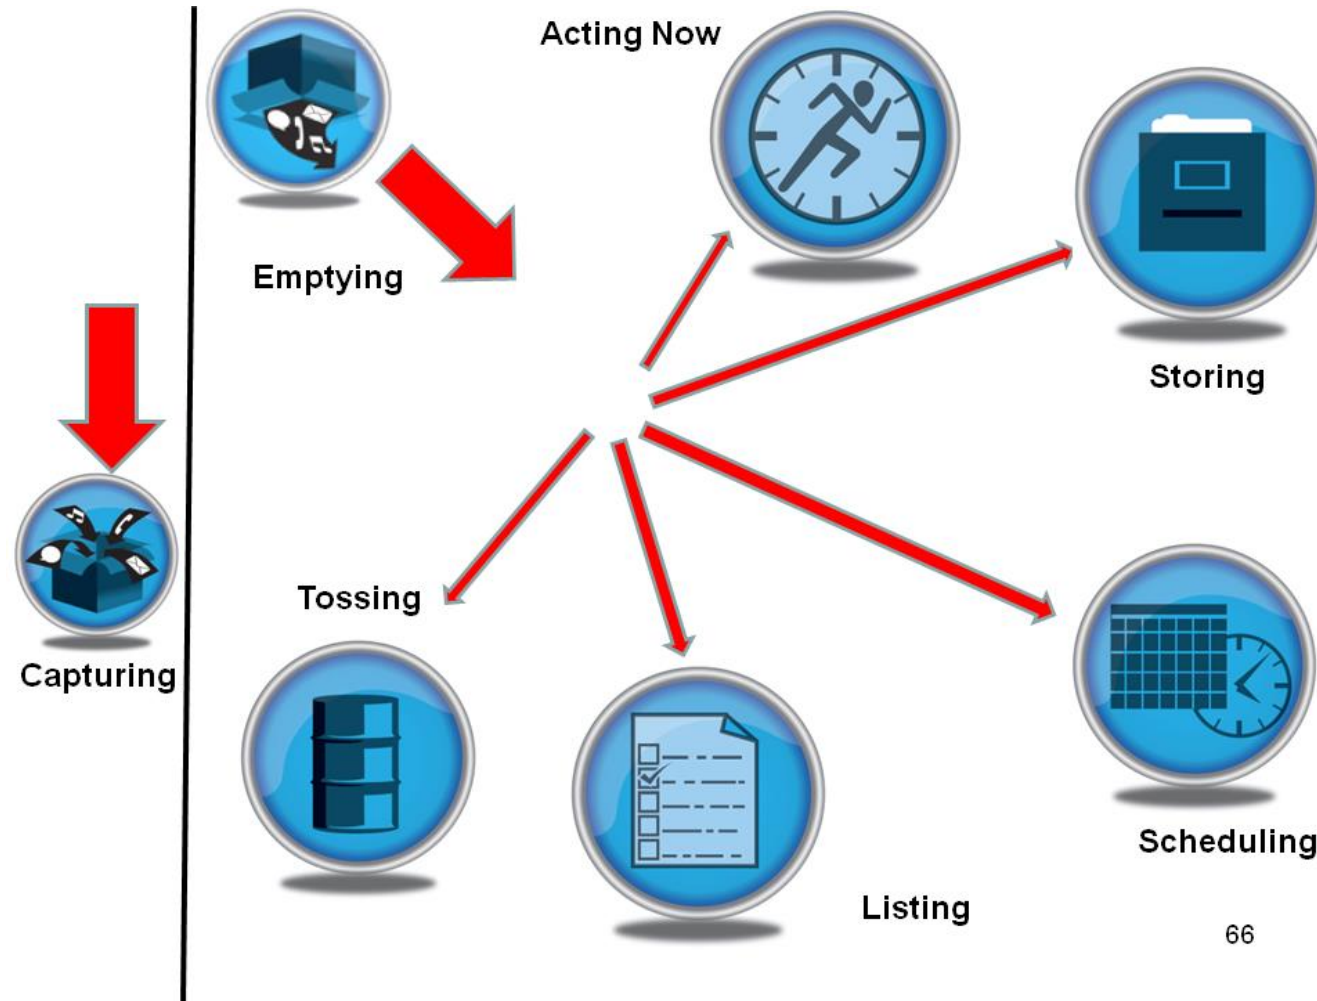 Acting Now
Emptying
Storing
Tossing
Capturing
Scheduling
Listing
66